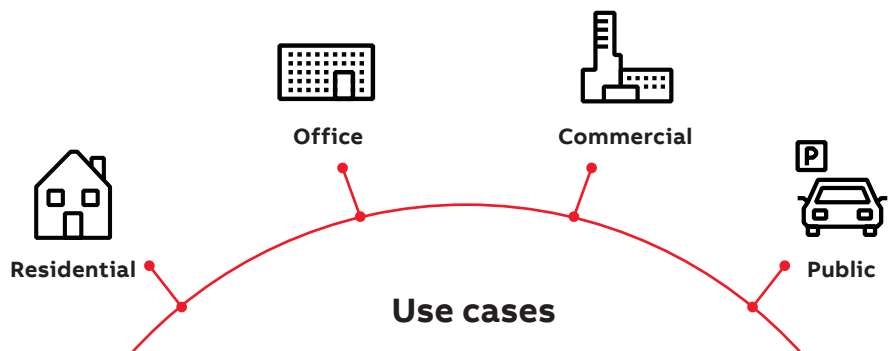 Office
Commercial
P
Residential
Public
Use cases